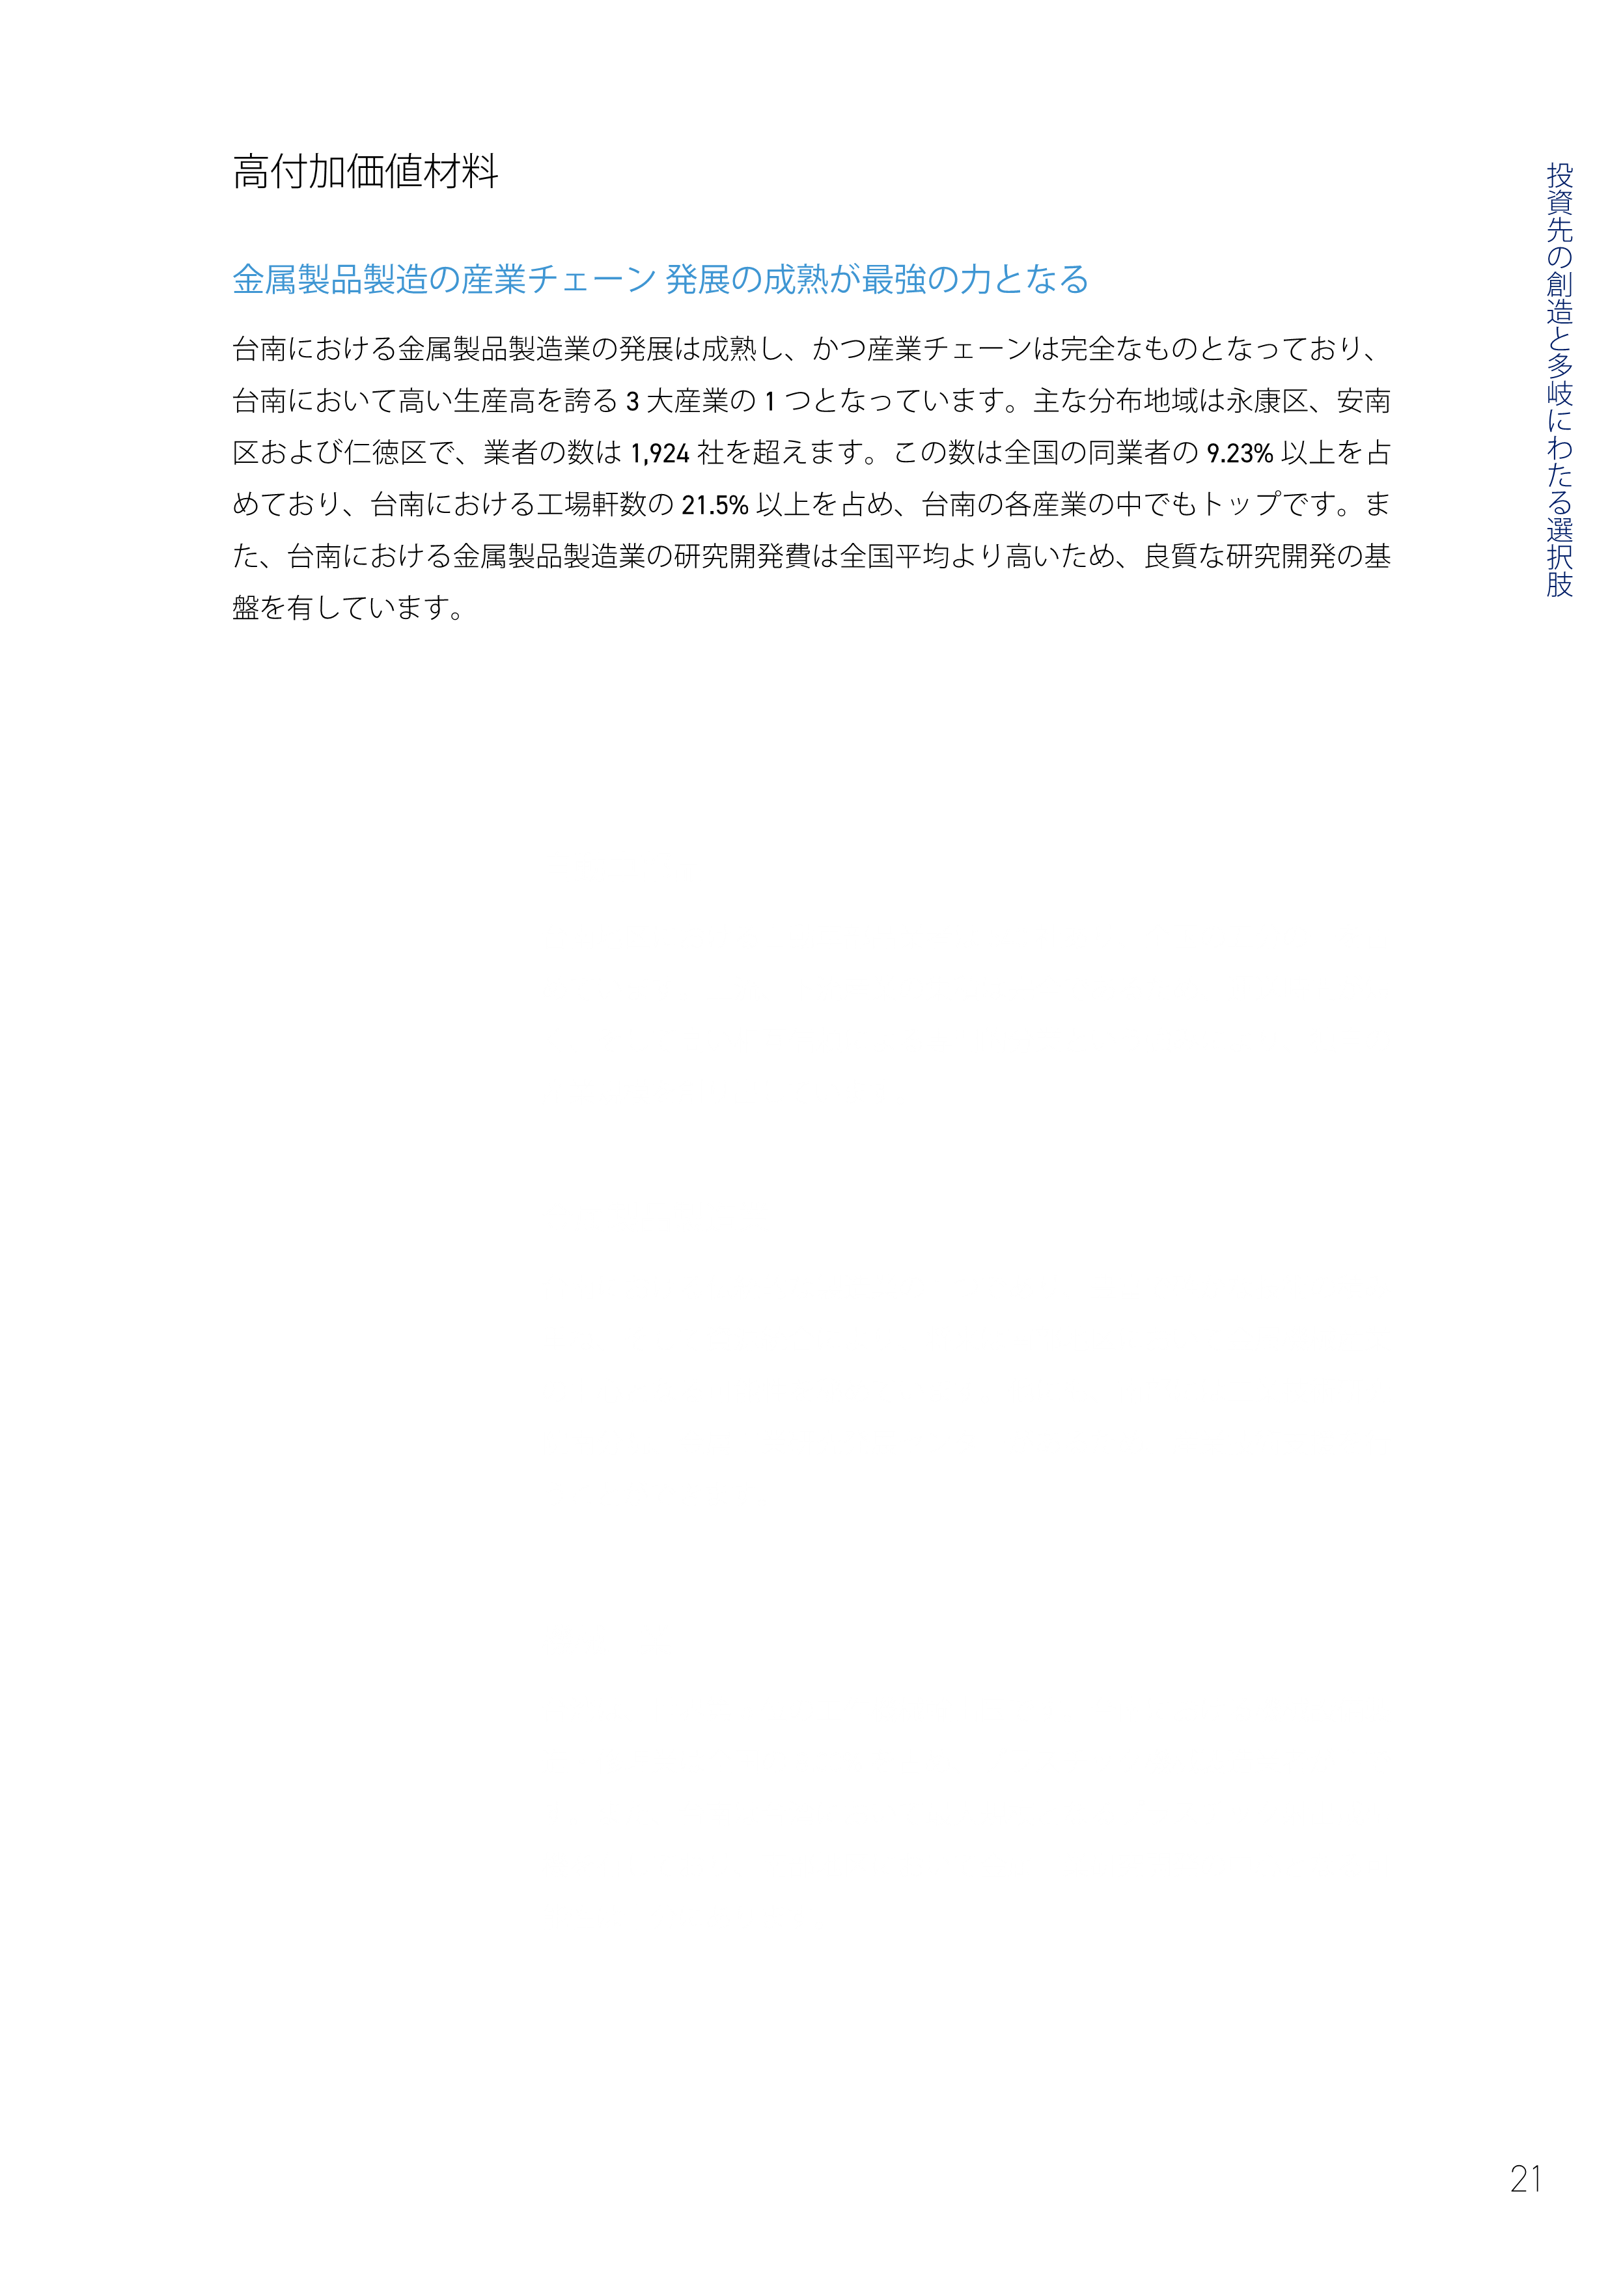 高付加価値材料
金属製品製造の産業チェーン 発展の成熟が最強の力となる
台南における金属製品製造業の発展は成熟し、かつ産業チェーンは完全なものとなっており、
台南において高い生産高を誇る 3 大産業の 1 つとなっています。主な分布地域は永康区、安南
区および仁徳区で、業者の数は 1,924 社を超えます。この数は全国の同業者の 9.23% 以上を占
めており、台南における工場軒数の 21.5% 以上を占め、台南の各産業の中でもトップです。ま
た、台南における金属製品製造業の研究開発費は全国平均より高いため、良質な研究開発の基
盤を有しています。
投資先の創造と多岐にわたる選択肢
21